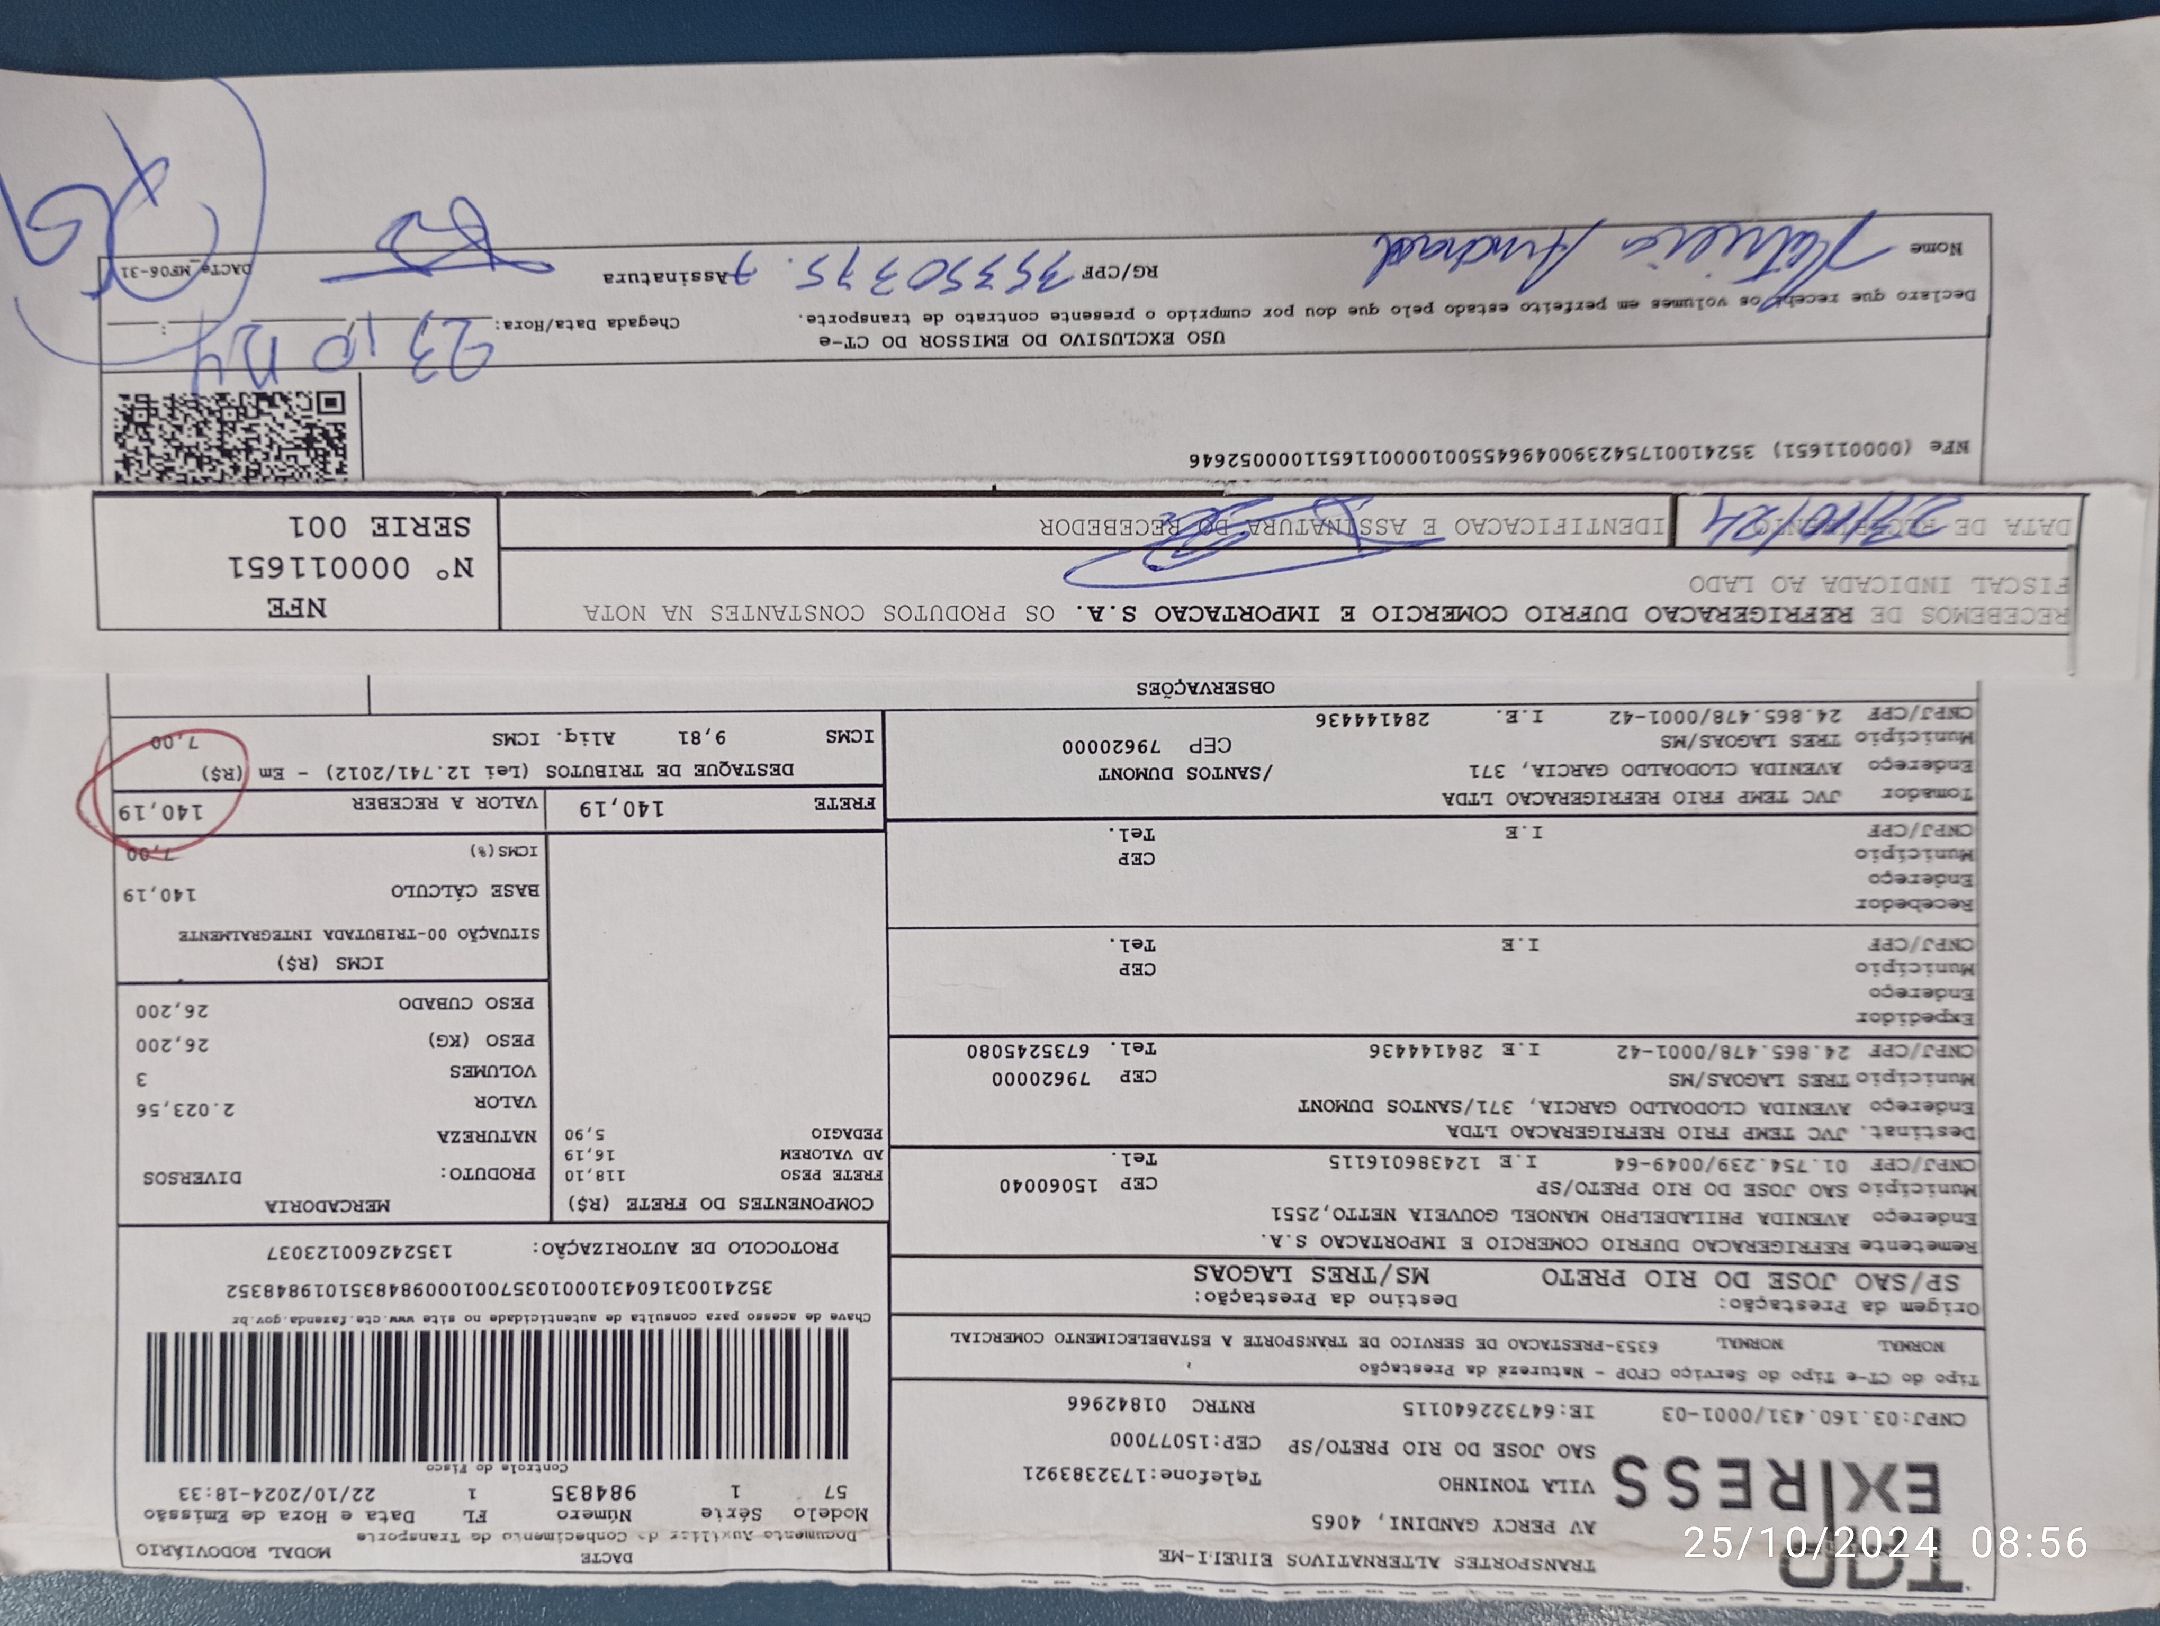 TRANSPORTES ALTERNATIVOS EIRELI-ME
TGP EXPRESS
AV PERCY GANDINI, 4065
VILA TONINHO Telefone:1732383921
SAO JOSE DO RIO PRETO/SP CEP:15077000
CNPJ:03.160.431/0001-03 IE:647322640115 RNTRC 01842966
DACTE MODAL RODOVIÁRIO
Documento Auxiliar do Conhecimento de Transporte
Modelo Série Número FL Data e Hora de Emissão
57 1 984835 1 22/10/2024-18:33
Controle do Fisco
Tipo do CT-e Tipo do Serviço CFOP - Natureza da Prestação
NORMAL NORMAL 6353-PRESTACAO DE SERVICO DE TRANSPORTE A ESTABELECIMENTO COMERCIAL
Chave de acesso para consulta de autenticidade no site www.cte.fazenda.gov.br
35241003160431000103570010009848351019848352
PROTOCOLO DE AUTORIZAÇÃO: 135242600123037
Origem da Prestação: Destino da Prestação:
SP/SAO JOSE DO RIO PRETO MS/TRES LAGOAS
Remetente REFRIGERACAO DUFRIO COMERCIO E IMPORTACAO S.A.
Endereço AVENIDA PHILADELPHO MANOEL GOUVEIA NETTO,2551
Município SAO JOSE DO RIO PRETO/SP CEP 15060040
CNPJ/CPF 01.754.239/0049-64 I.E 124386016115 Tel.
Destinat. JVC TEMP FRIO REFRIGERACAO LTDA
Endereço AVENIDA CLODOALDO GARCIA, 371/SANTOS DUMONT
Município TRES LAGOAS/MS CEP 79620000
CNPJ/CPF 24.865.478/0001-42 I.E 284144436 Tel. 6735245080
Expedidor
Endereço
Município CEP
CNPJ/CPF I.E Tel.
Recebedor
Endereço
Município CEP
CNPJ/CPF I.E Tel.
Tomador JVC TEMP FRIO REFRIGERACAO LTDA
Endereço AVENIDA CLODOALDO GARCIA, 371 /SANTOS DUMONT
Município TRES LAGOAS/MS CEP 79620000
CNPJ/CPF 24.865.478/0001-42 I.E. 284144436
COMPONENTES DO FRETE (R$)
FRETE PESO 118,10
AD VALOREM 16,19
PEDAGIO 5,90
MERCADORIA
PRODUTO: DIVERSOS
NATUREZA
VALOR 2.023,56
VOLUMES 3
PESO (KG) 26,200
PESO CUBADO 26,200
ICMS (R$)
SITUAÇÃO 00-TRIBUTADA INTEGRALMENTE
BASE CÁLCULO 140,19
ICMS(%) 7,00
FRETE 140,19 VALOR A RECEBER 140,19
DESTAQUE DE TRIBUTOS (Lei 12.741/2012) - Em (R$)
ICMS 9,81 Aliq. ICMS 7,00
OBSERVAÇÕES
RECEBEMOS DE REFRIGERACAO DUFRIO COMERCIO E IMPORTACAO S.A. OS PRODUTOS CONSTANTES NA NOTA
FISCAL INDICADA AO LADO
DATA DE RECEBIMENTO 23/10/24 IDENTIFICACAO E ASSINATURA DO RECEBEDOR
NFE
Nº 000011651
SERIE 001
NFe (000011651) 35241001754239004964550010000116511100052646
USO EXCLUSIVO DO EMISSOR DO CT-e
Declaro que recebi os volumes em perfeito estado pelo que dou por cumprido o presente contrato de transporte.
Chegada Data/Hora: 23 10 24
Nome RG/CPF 35350375.7 Assinatura
DACTe_MF06-31
25/10/2024 08:56